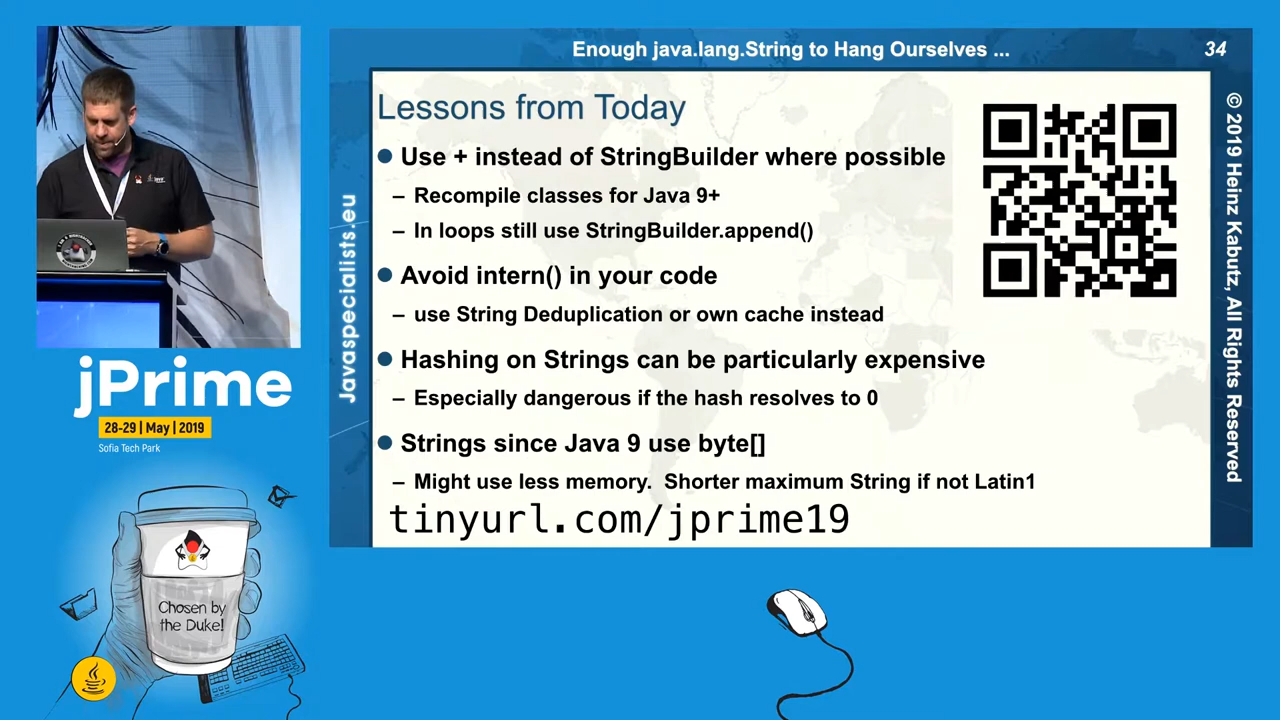 Enough java.lang.String to Hang Ourselves ...
34
Lessons from Today
Use + instead of StringBuilder where possible
– Recompile classes for Java 9+
– In loops still use StringBuilder.append()
Avoid intern() in your code
– use String Deduplication or own cache instead
Hashing on Strings can be particularly expensive
– Especially dangerous if the hash resolves to 0
Strings since Java 9 use byte[]
– Might use less memory.  Shorter maximum String if not Latin1
tinyurl.com/jprime19
Javaspecialists.eu
© 2019 Heinz Kabutz, All Rights Reserved
jPrime
28-29 | May | 2019
Sofia Tech Park
Chosen by
the Duke!